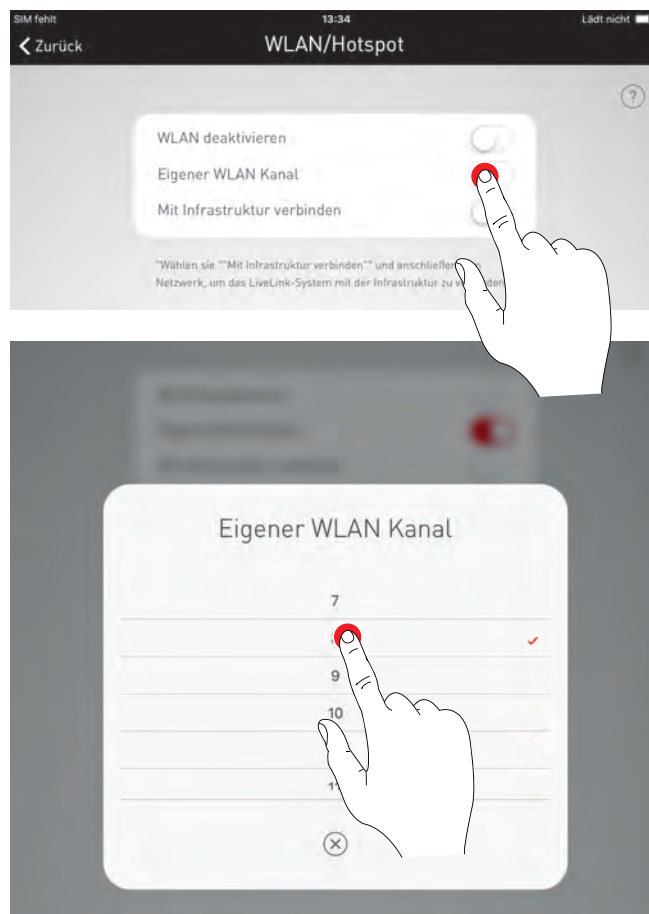 SIM fehlt 13:34 Lädt nicht
Zurück WLAN/Hotspot
?
WLAN deaktivieren
Eigener WLAN Kanal
Mit Infrastruktur verbinden
"Wählen sie ""Mit Infrastruktur verbinden"" und
Netzwerk, um das LiveLink-System mit der Infrastruktur zu
Eigener WLAN Kanal
7
9
10